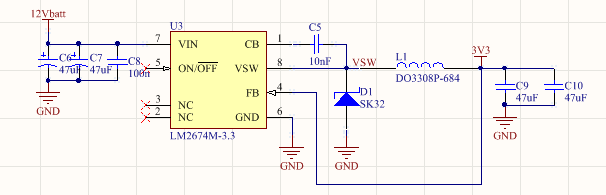 12Vbatt
U3
C6
47uF
C7
47uF
C8
100n
7
VIN
5
ON/OFF
3
NC
2
NC
CB
1
VSW
8
FB
4
GND
6
LM2674M-3.3
C5
10nF
VSW
L1
DO3308P-684
3V3
D1
SK32
C9
47uF
C10
47uF
GND
GND
GND
GND